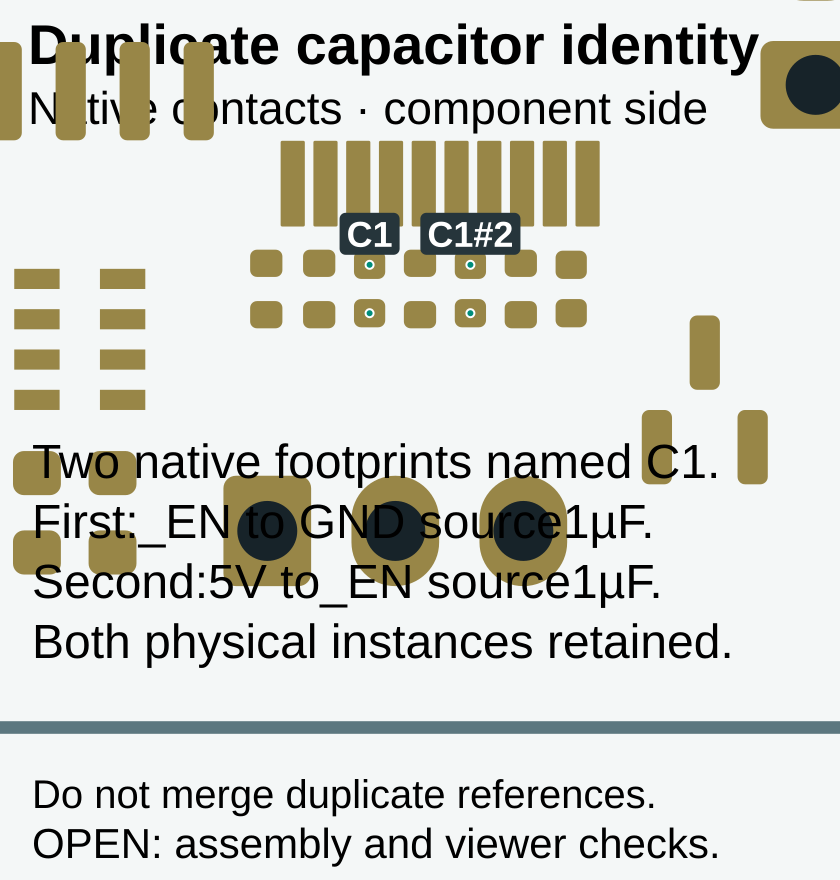 Duplicate capacitor identity
Native contacts · component side
C1 C1#2
Two native footprints named C1.
First:_EN to GND source1µF.
Second:5V to_EN source1µF.
Both physical instances retained.
Do not merge duplicate references.
OPEN: assembly and viewer checks.